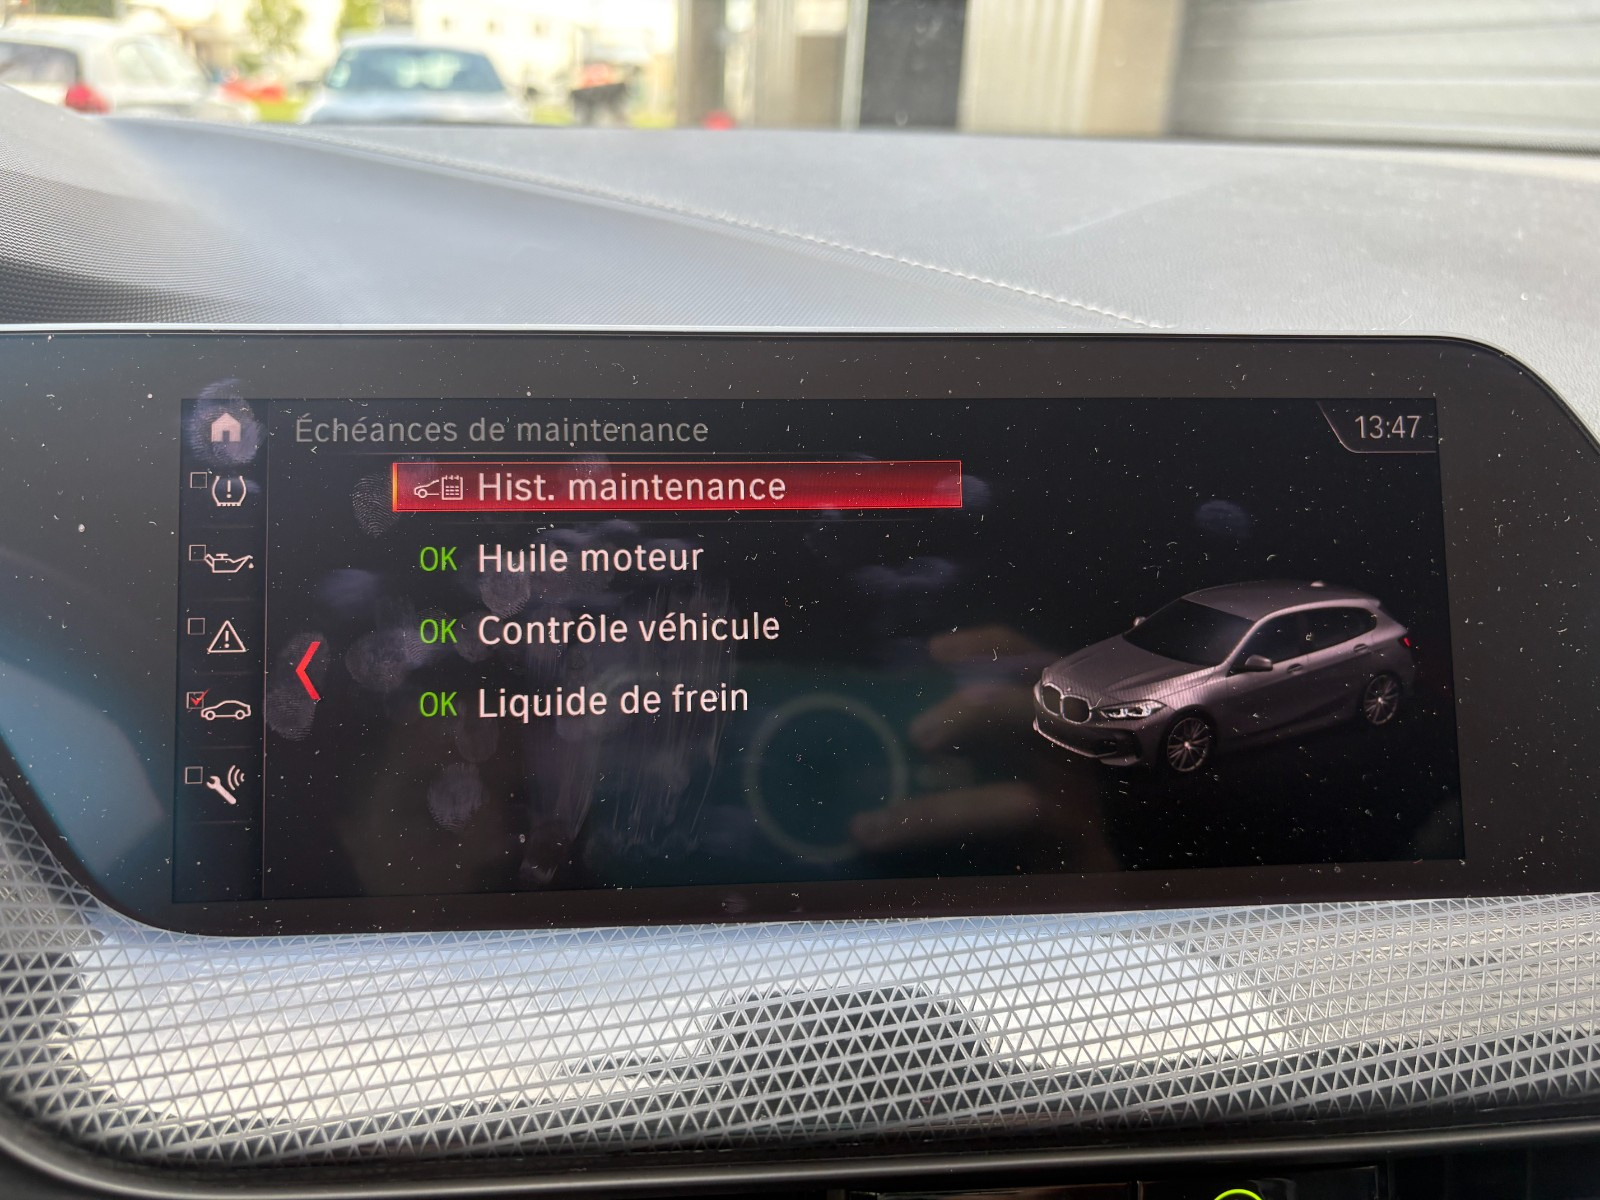 Échéances de maintenance
13:47
Hist. maintenance
OK Huile moteur
OK Contrôle véhicule
OK Liquide de frein